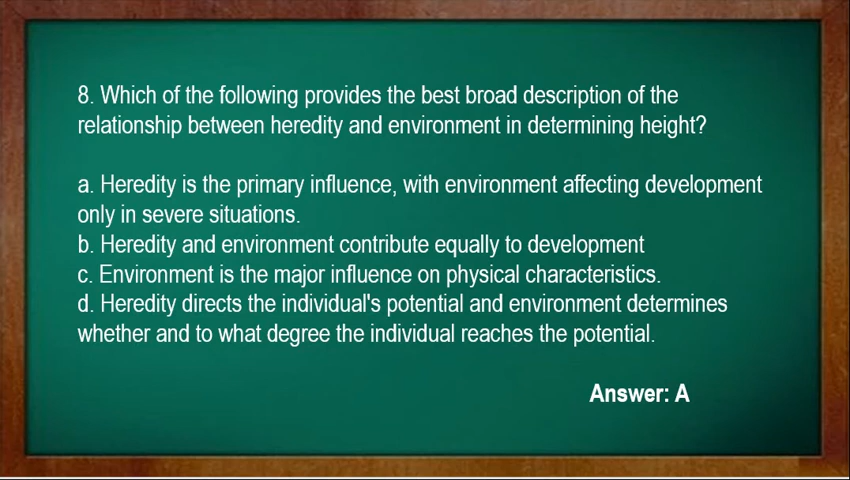 8. Which of the following provides the best broad description of the
relationship between heredity and environment in determining height?
a. Heredity is the primary influence, with environment affecting development
only in severe situations.
b. Heredity and environment contribute equally to development
c. Environment is the major influence on physical characteristics.
d. Heredity directs the individual's potential and environment determines
whether and to what degree the individual reaches the potential.
Answer: A